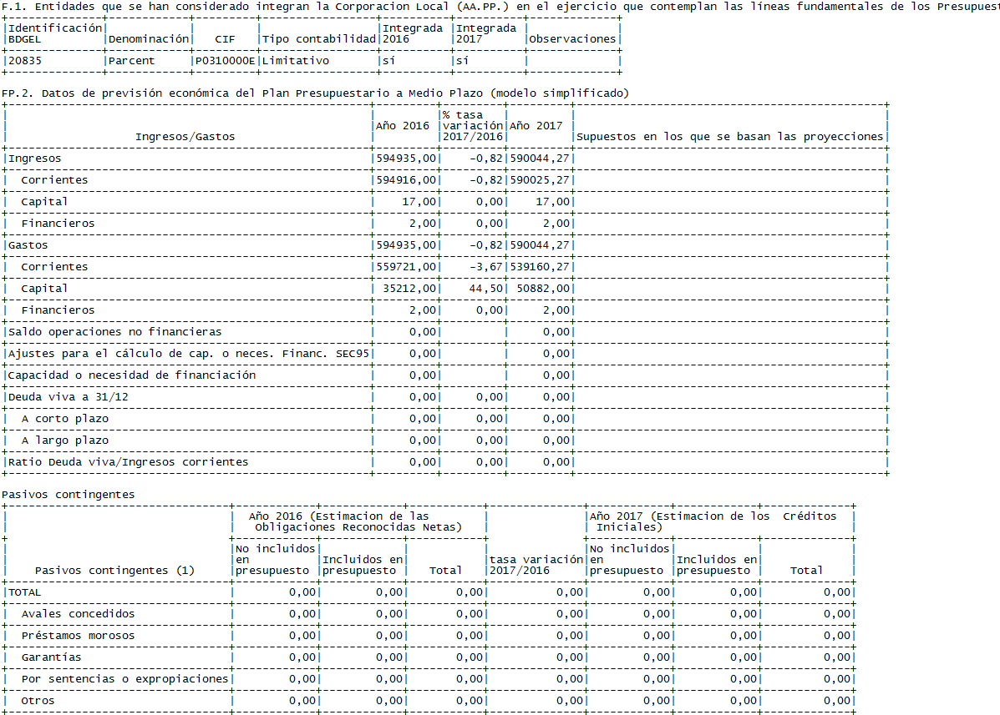 F.1. Entidades que se han considerado integran la Corporacion Local (AA.PP.) en el ejercicio que contemplan las líneas fundamentales de los
Identificación Integrada Integrada
BDGEL Denominación CIF Tipo contabilidad 2016 2017 Observaciones
20835 Parcent P0310000E Limitativo sí sí
FP.2. Datos de previsión económica del Plan Presupuestario a Medio Plazo (modelo simplificado)
% tasa
Año 2016 variación Año 2017
Ingresos/Gastos 2017/2016 Supuestos en los que se basan las proyecciones
Ingresos 594935,00 -0,82 590044,27
Corrientes 594916,00 -0,82 590025,27
Capital 17,00 0,00 17,00
Financieros 2,00 0,00 2,00
Gastos 594935,00 -0,82 590044,27
Corrientes 559721,00 -3,67 539160,27
Capital 35212,00 44,50 50882,00
Financieros 2,00 0,00 2,00
Saldo operaciones no financieras 0,00 0,00
Ajustes para el cálculo de cap. o neces. Financ. SEC95 0,00 0,00
Capacidad o necesidad de financiación 0,00 0,00
Deuda viva a 31/12 0,00 0,00 0,00
A corto plazo 0,00 0,00 0,00
A largo plazo 0,00 0,00 0,00
Ratio Deuda viva/Ingresos corrientes 0,00 0,00 0,00
Pasivos contingentes
Año 2016 (Estimacion de las Año 2017 (Estimacion de los Créditos
Obligaciones Reconocidas Netas) Iniciales)
No incluidos No incluidos
en Incluidos en tasa variación en Incluidos en
Pasivos contingentes (1) presupuesto presupuesto Total 2017/2016 presupuesto presupuesto Total
TOTAL 0,00 0,00 0,00 0,00 0,00 0,00 0,00
Avales concedidos 0,00 0,00 0,00 0,00 0,00 0,00 0,00
Préstamos morosos 0,00 0,00 0,00 0,00 0,00 0,00 0,00
Garantías 0,00 0,00 0,00 0,00 0,00 0,00 0,00
Por sentencias o expropiaciones 0,00 0,00 0,00 0,00 0,00 0,00 0,00
Otros 0,00 0,00 0,00 0,00 0,00 0,00 0,00